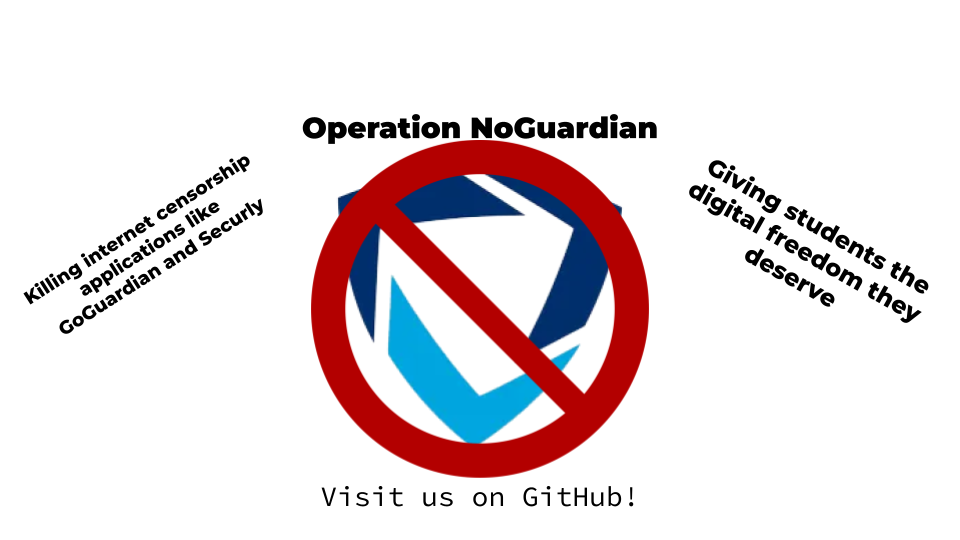 Operation NoGuardian
Killing internet censorship
applications like
GoGuardian and Securly
Giving students the
digital freedom they
deserve
Visit us on GitHub!